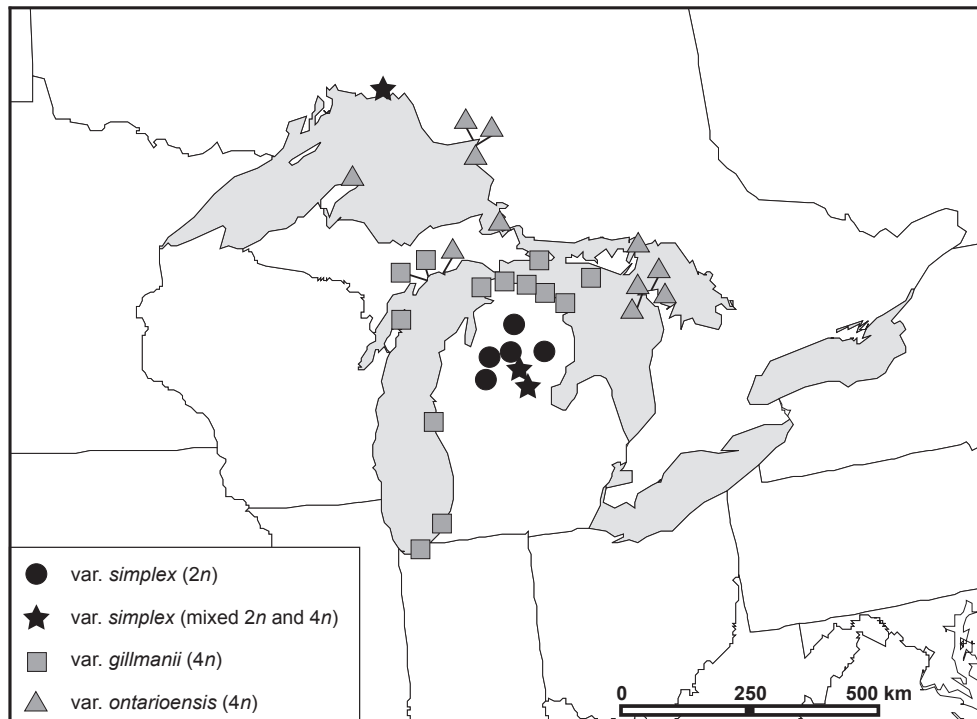 var. simplex (2n)
var. simplex (mixed 2n and 4n)
var. gillmanii (4n)
var. ontarioensis (4n)
0 250 500 km